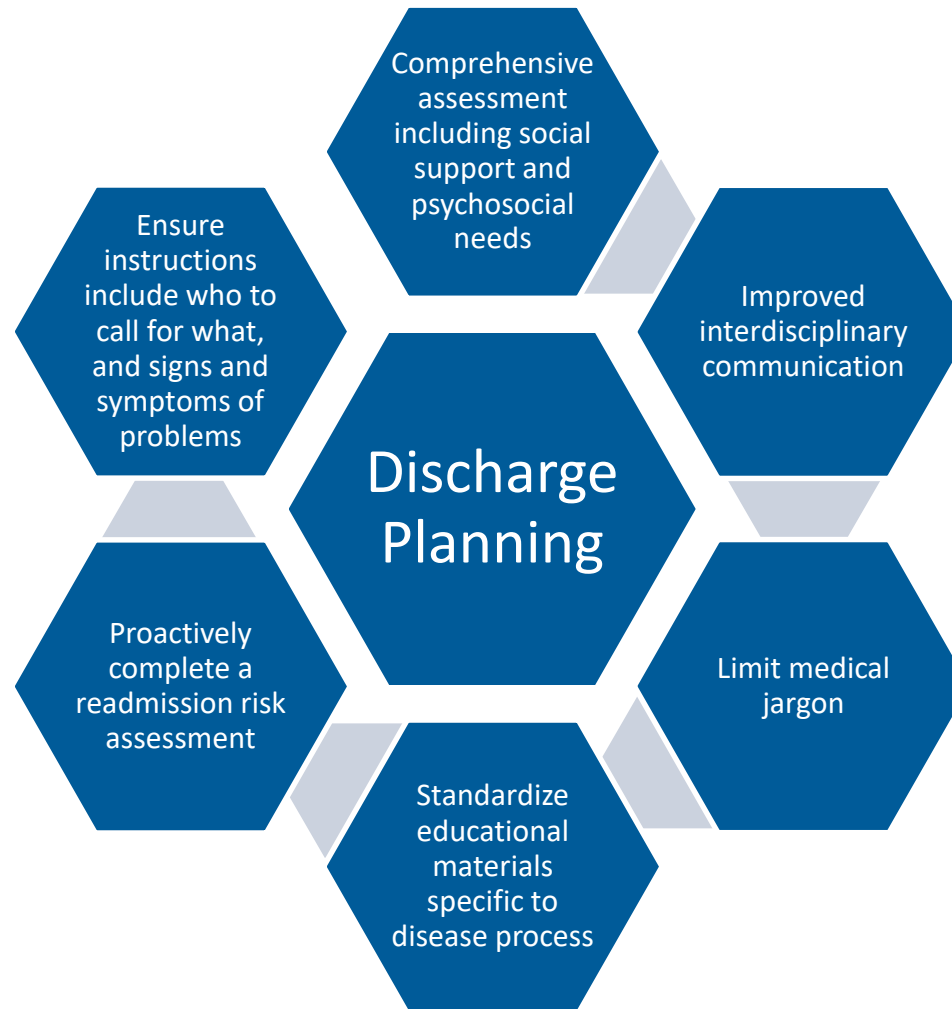 Comprehensive
assessment
including social
support and
psychosocial
needs
Improved
interdisciplinary
communication
Limit medical
jargon
Standardize
educational
materials
specific to
disease process
Proactively
complete a
readmission risk
assessment
Ensure
instructions
include who to
call for what,
and signs and
symptoms of
problems
Discharge
Planning